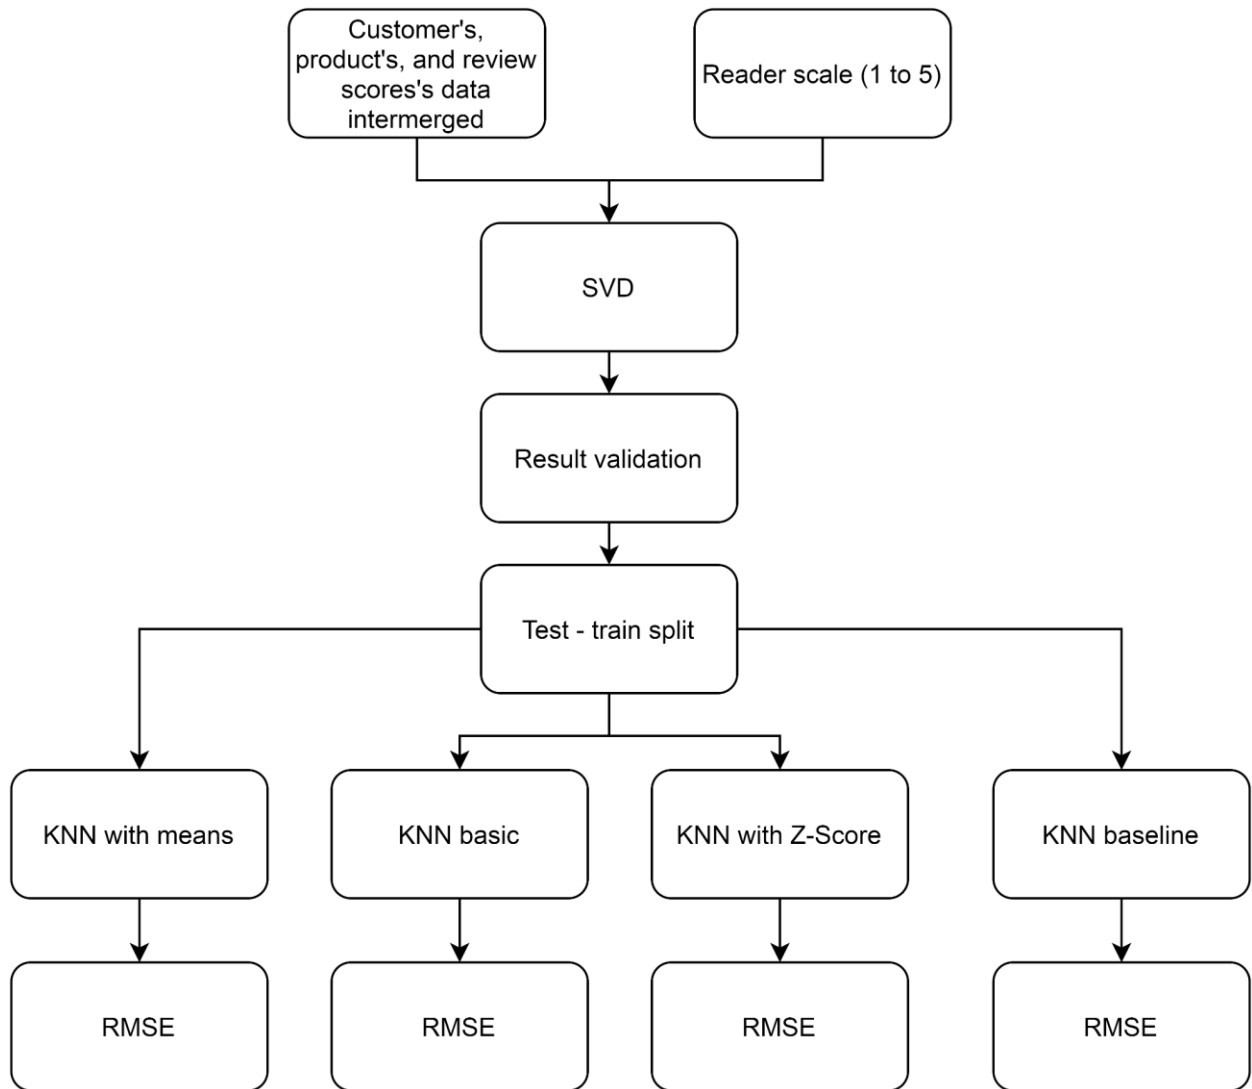 Customer's,
product's, and review
scores's data
intermerged
Reader scale (1 to 5)
SVD
Result validation
Test - train split
KNN with means
KNN basic
KNN with Z-Score
KNN baseline
RMSE
RMSE
RMSE
RMSE